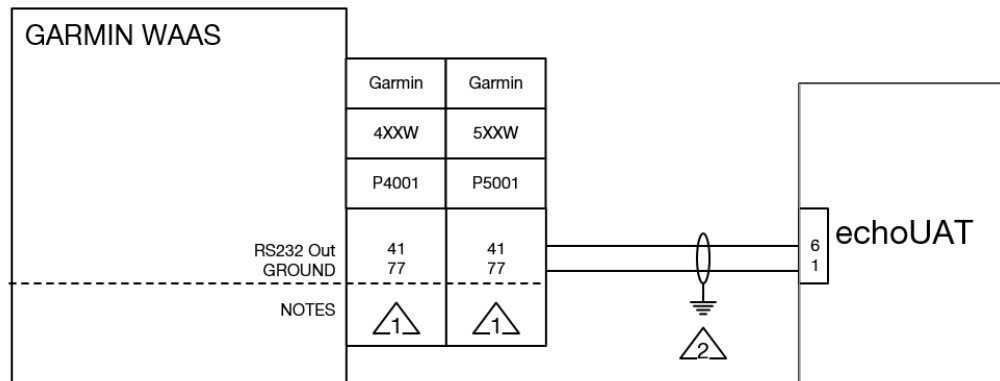 GARMIN WAAS
Garmin Garmin
4XXW 5XXW
P4001 P5001
RS232 Out 41 41 6
GROUND 77 77 1
echoUAT
NOTES 1 1
2